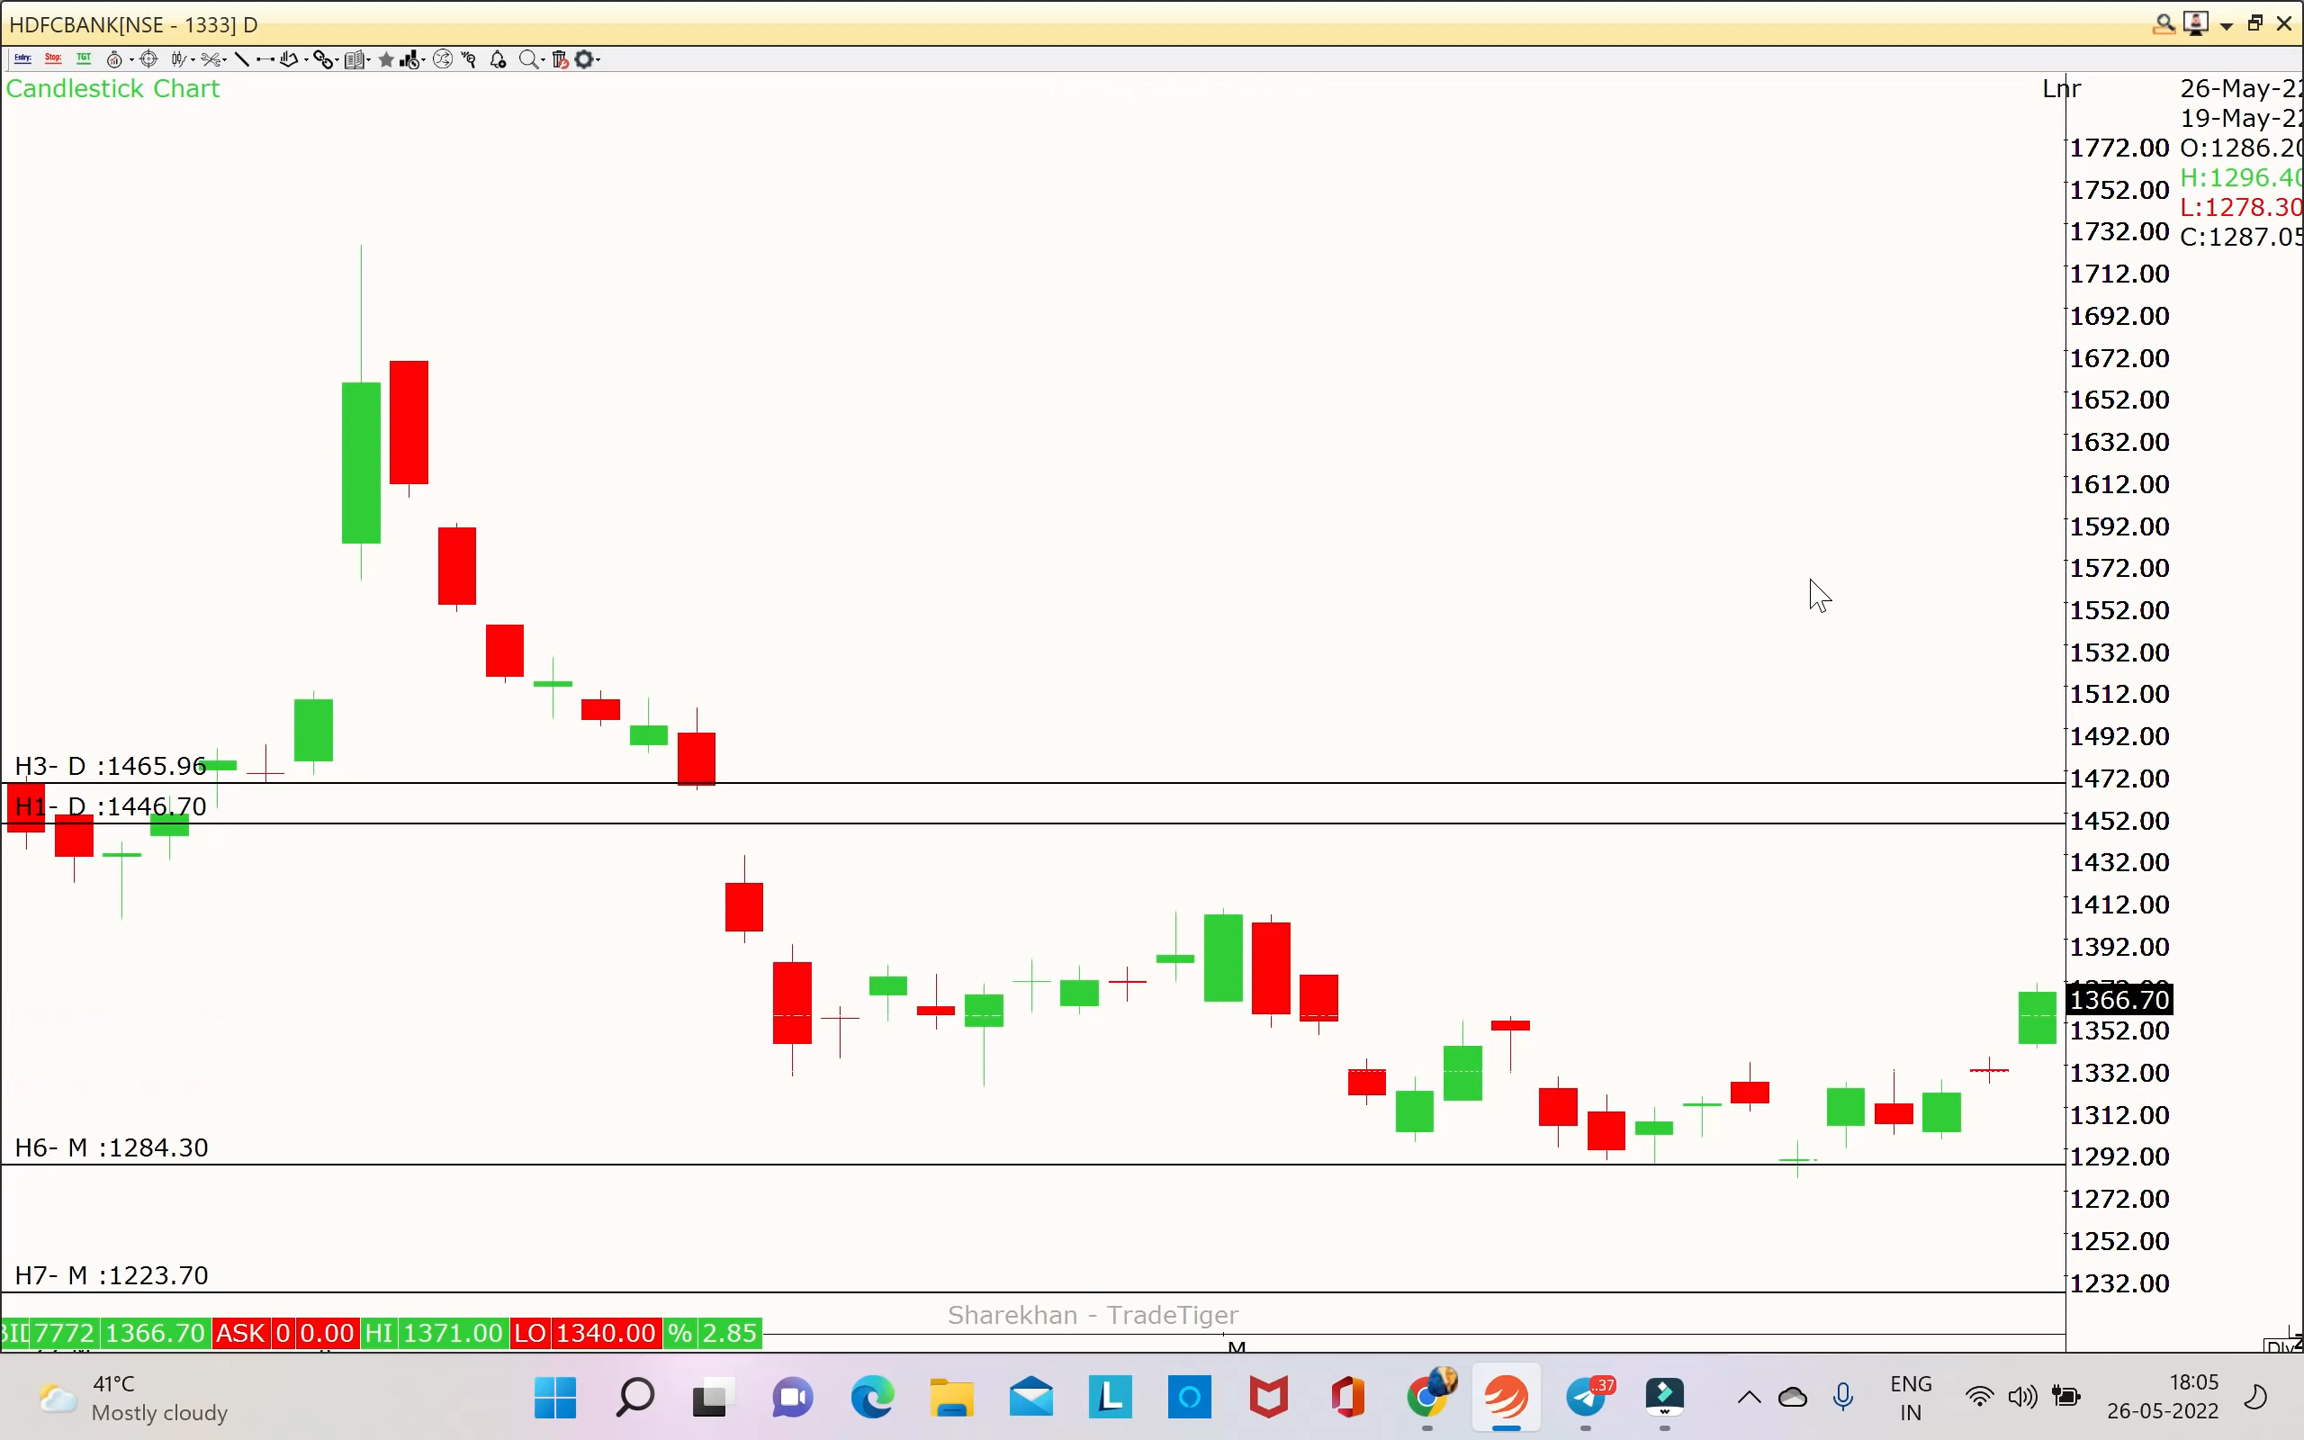 HDFCBANK[NSE - 1333] D
Entry: Stop: TGT
Candlestick Chart
Lnr
26-May-22
19-May-22
O:1286.20
H:1296.40
L:1278.30
C:1287.05
1772.00
1752.00
1732.00
1712.00
1692.00
1672.00
1652.00
1632.00
1612.00
1592.00
1572.00
1552.00
1532.00
1512.00
1492.00
1472.00
1452.00
1432.00
1412.00
1392.00
1366.70
1352.00
1332.00
1312.00
1292.00
1272.00
1252.00
1232.00
H3- D :1465.96
H1- D :1446.70
H6- M :1284.30
H7- M :1223.70
Sharekhan - TradeTiger
BID 7772 1366.70 ASK 0 0.00 HI 1371.00 LO 1340.00 % 2.85
M
Dly
41°C
Mostly cloudy
L
37
ENG
IN
18:05
26-05-2022